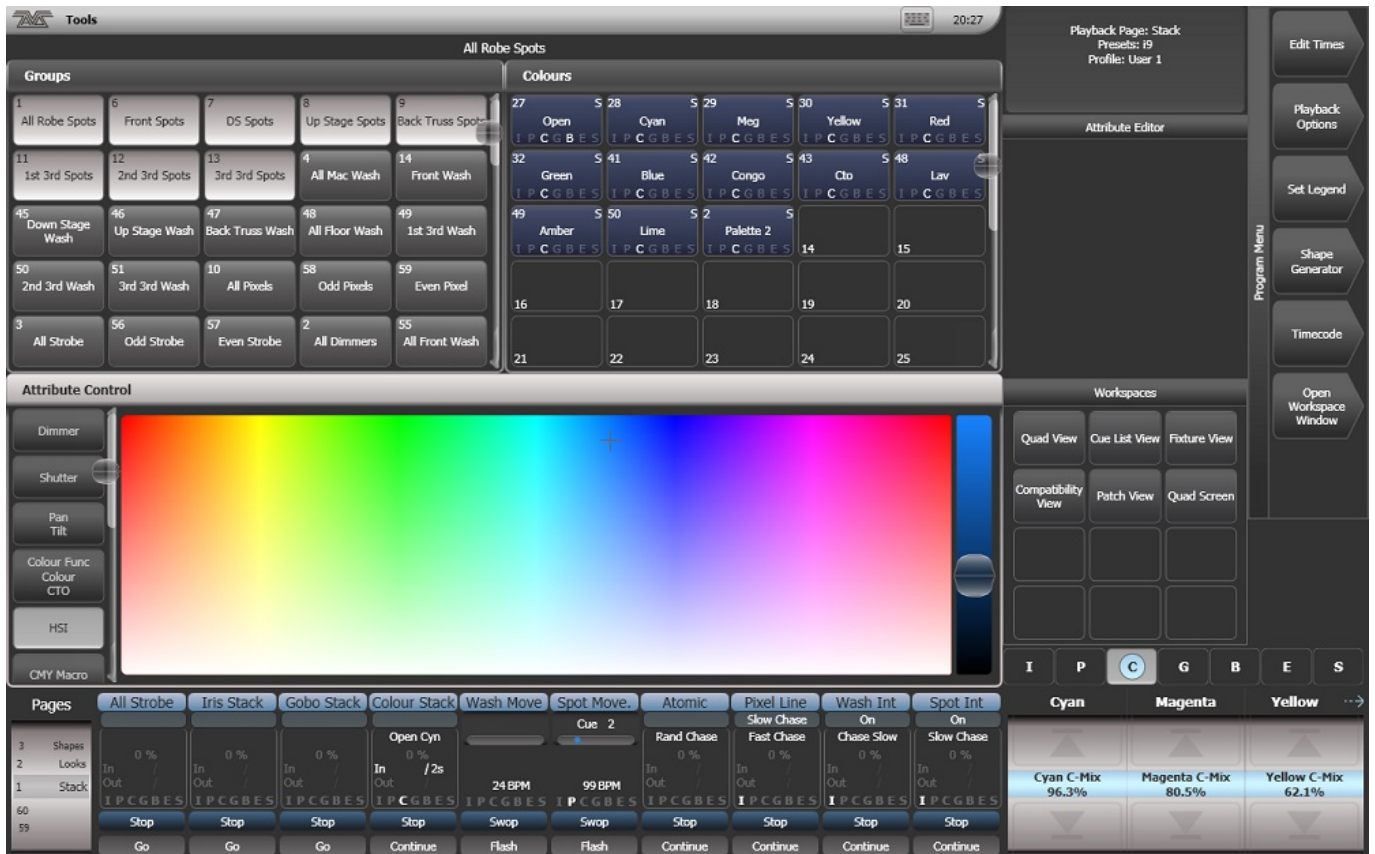 Tools
20:27
All Robe Spots
Groups
1
All Robe Spots
6
Front Spots
7
DS Spots
8
Up Stage Spots
9
Back Truss Spots
11
1st 3rd Spots
12
2nd 3rd Spots
13
3rd 3rd Spots
4
All Mac Wash
14
Front Wash
45
Down Stage
Wash
46
Up Stage Wash
47
Back Truss Wash
48
All Floor Wash
49
1st 3rd Wash
50
2nd 3rd Wash
51
3rd 3rd Wash
10
All Pixels
58
Odd Pixels
59
Even Pixel
3
All Strobe
56
Odd Strobe
57
Even Strobe
2
All Dimmers
55
All Front Wash
Colours
27 S
Open
I P C G B E S
28 S
Cyan
I P C G B E S
29 S
Meg
I P C G B E S
30 S
Yellow
I P C G B E S
31 S
Red
I P C G B E S
32 S
Green
I P C G B E S
41 S
Blue
I P C G B E S
42 S
Congo
I P C G B E S
43 S
Cto
I P C G B E S
48 S
Lav
I P C G B E S
49 S
Amber
I P C G B E S
50 S
Lime
I P C G B E S
2 S
Palette 2
I P C G B E S
14
15
16
17
18
19
20
21
22
23
24
25
Attribute Control
Dimmer
Shutter
Pan
Tilt
Colour Func
Colour
CTO
HSI
CMY Macro
Playback Page: Stack
Presets: i9
Profile: User 1
Attribute Editor
Workspaces
Quad View
Cue List View
Fixture View
Compatibility
View
Patch View
Quad Screen
Program Menu
Edit Times
Playback
Options
Set Legend
Shape
Generator
Timecode
Open
Workspace
Window
I P C G B E S
Pages
3 Shapes
2 Looks
1 Stack
60
59
All Strobe
0 %
In /
Out /
I P C G B E S
Stop
Go
Iris Stack
0 %
In /
Out /
I P C G B E S
Stop
Go
Gobo Stack
0 %
In /
Out /
I P C G B E S
Stop
Go
Colour Stack
Open Cyn
0 %
In / 2s
Out /
I P C G B E S
Stop
Continue
Wash Move
24 BPM
I P C G B E S
Swop
Flash
Spot Move.
Cue 2
99 BPM
I P C G B E S
Swop
Flash
Atomic
Rand Chase
0 %
In /
Out /
I P C G B E S
Stop
Continue
Pixel Line
Slow Chase
Fast Chase
0 %
In /
Out /
I P C G B E S
Stop
Continue
Wash Int
On
Chase Slow
0 %
In /
Out /
I P C G B E S
Stop
Continue
Spot Int
On
Slow Chase
0 %
In /
Out /
I P C G B E S
Stop
Continue
Cyan
Cyan C-Mix
96.3%
Magenta
Magenta C-Mix
80.5%
Yellow
Yellow C-Mix
62.1%